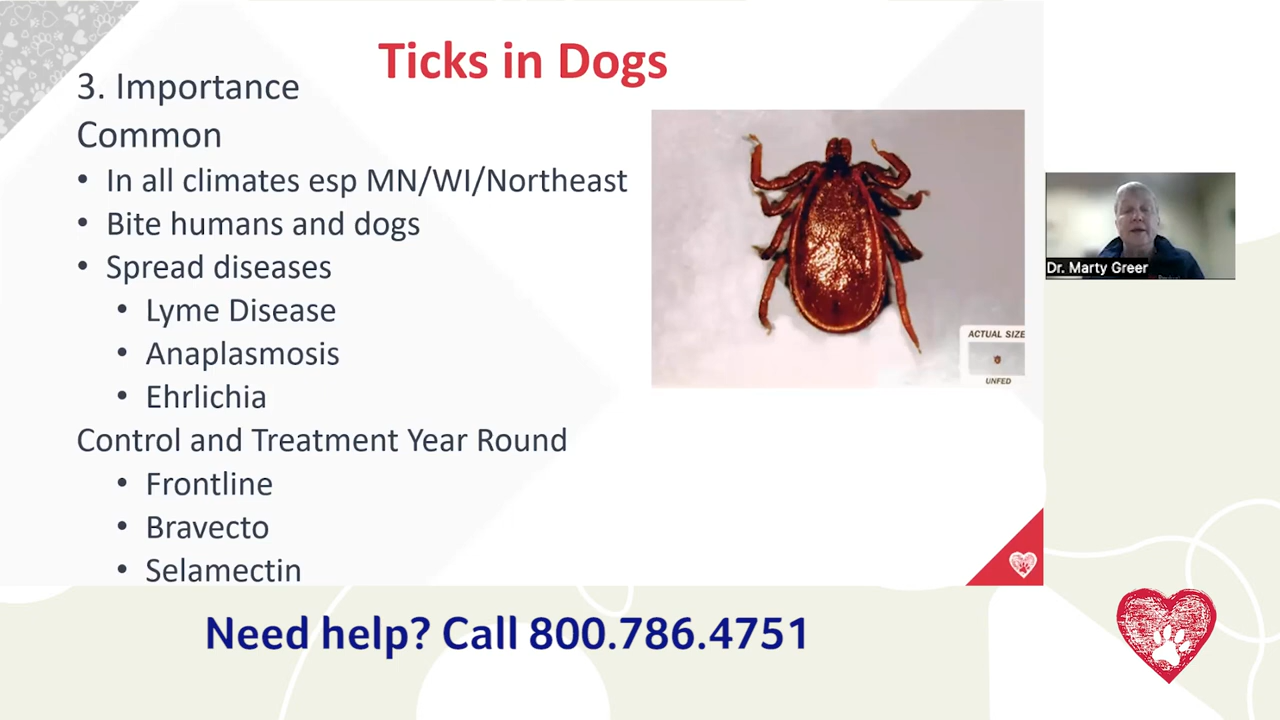 Ticks in Dogs
3. Importance
Common
• In all climates esp MN/WI/Northeast
• Bite humans and dogs
• Spread diseases
• Lyme Disease
• Anaplasmosis
• Ehrlichia
Control and Treatment Year Round
• Frontline
• Bravecto
• Selamectin
ACTUAL SIZE
UNFED
Dr. Marty Greer
Need help? Call 800.786.4751